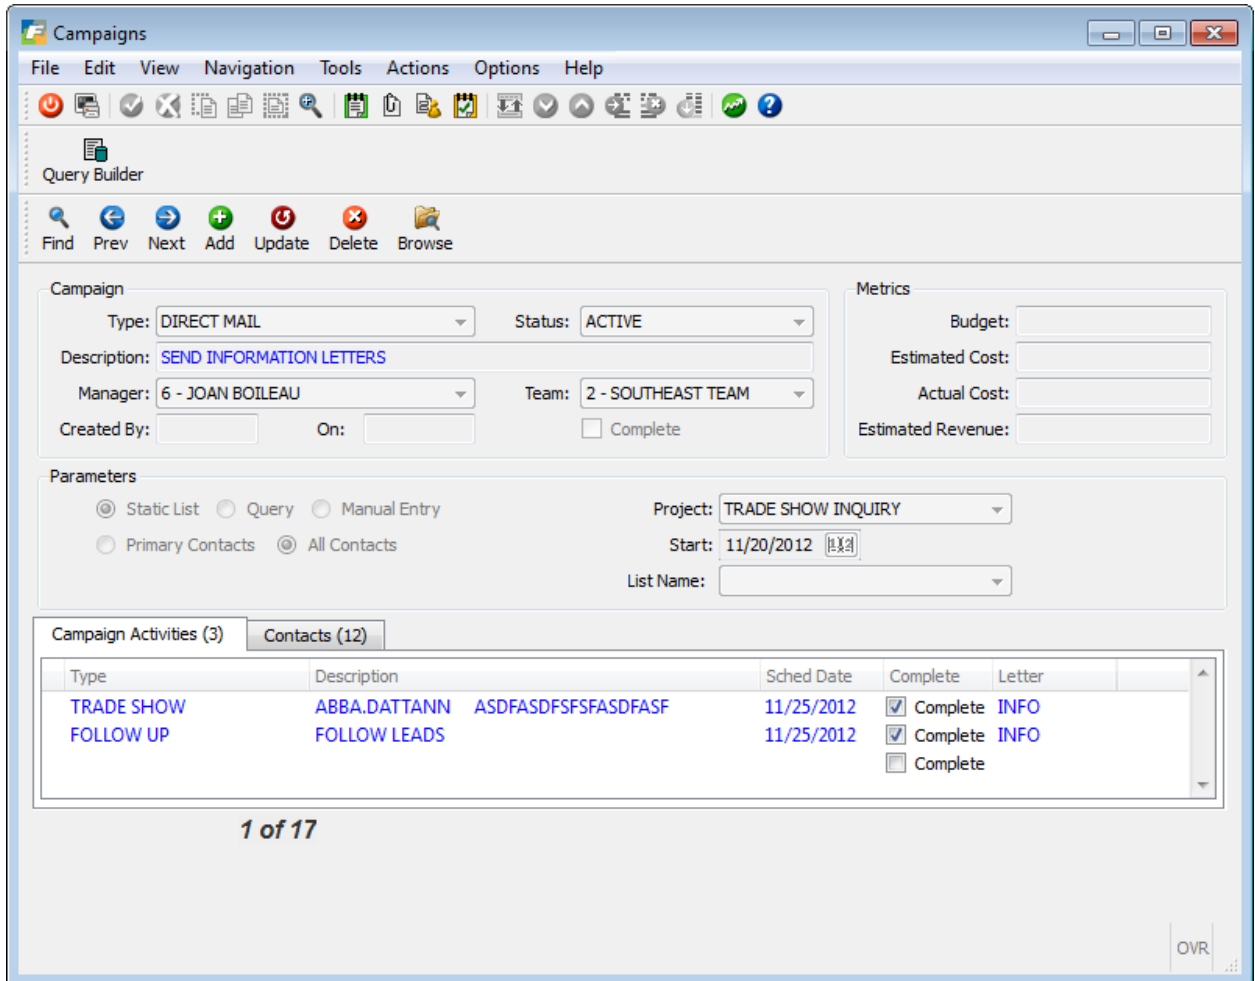 Campaigns
File Edit View Navigation Tools Actions Options Help
Query Builder
Find Prev Next Add Update Delete Browse
Campaign
Type: DIRECT MAIL Status: ACTIVE
Description: SEND INFORMATION LETTERS
Manager: 6 - JOAN BOILEAU Team: 2 - SOUTHEAST TEAM
Created By: On: Complete
Metrics
Budget:
Estimated Cost:
Actual Cost:
Estimated Revenue:
Parameters
Static List Query Manual Entry
Primary Contacts All Contacts
Project: TRADE SHOW INQUIRY
Start: 11/20/2012
List Name:
Campaign Activities (3) Contacts (12)
Type Description Sched Date Complete Letter
TRADE SHOW ABBA.DATTANN ASDFASDFSFSFASDFASF 11/25/2012 Complete INFO
FOLLOW UP FOLLOW LEADS 11/25/2012 Complete INFO
Complete
1 of 17
OVR